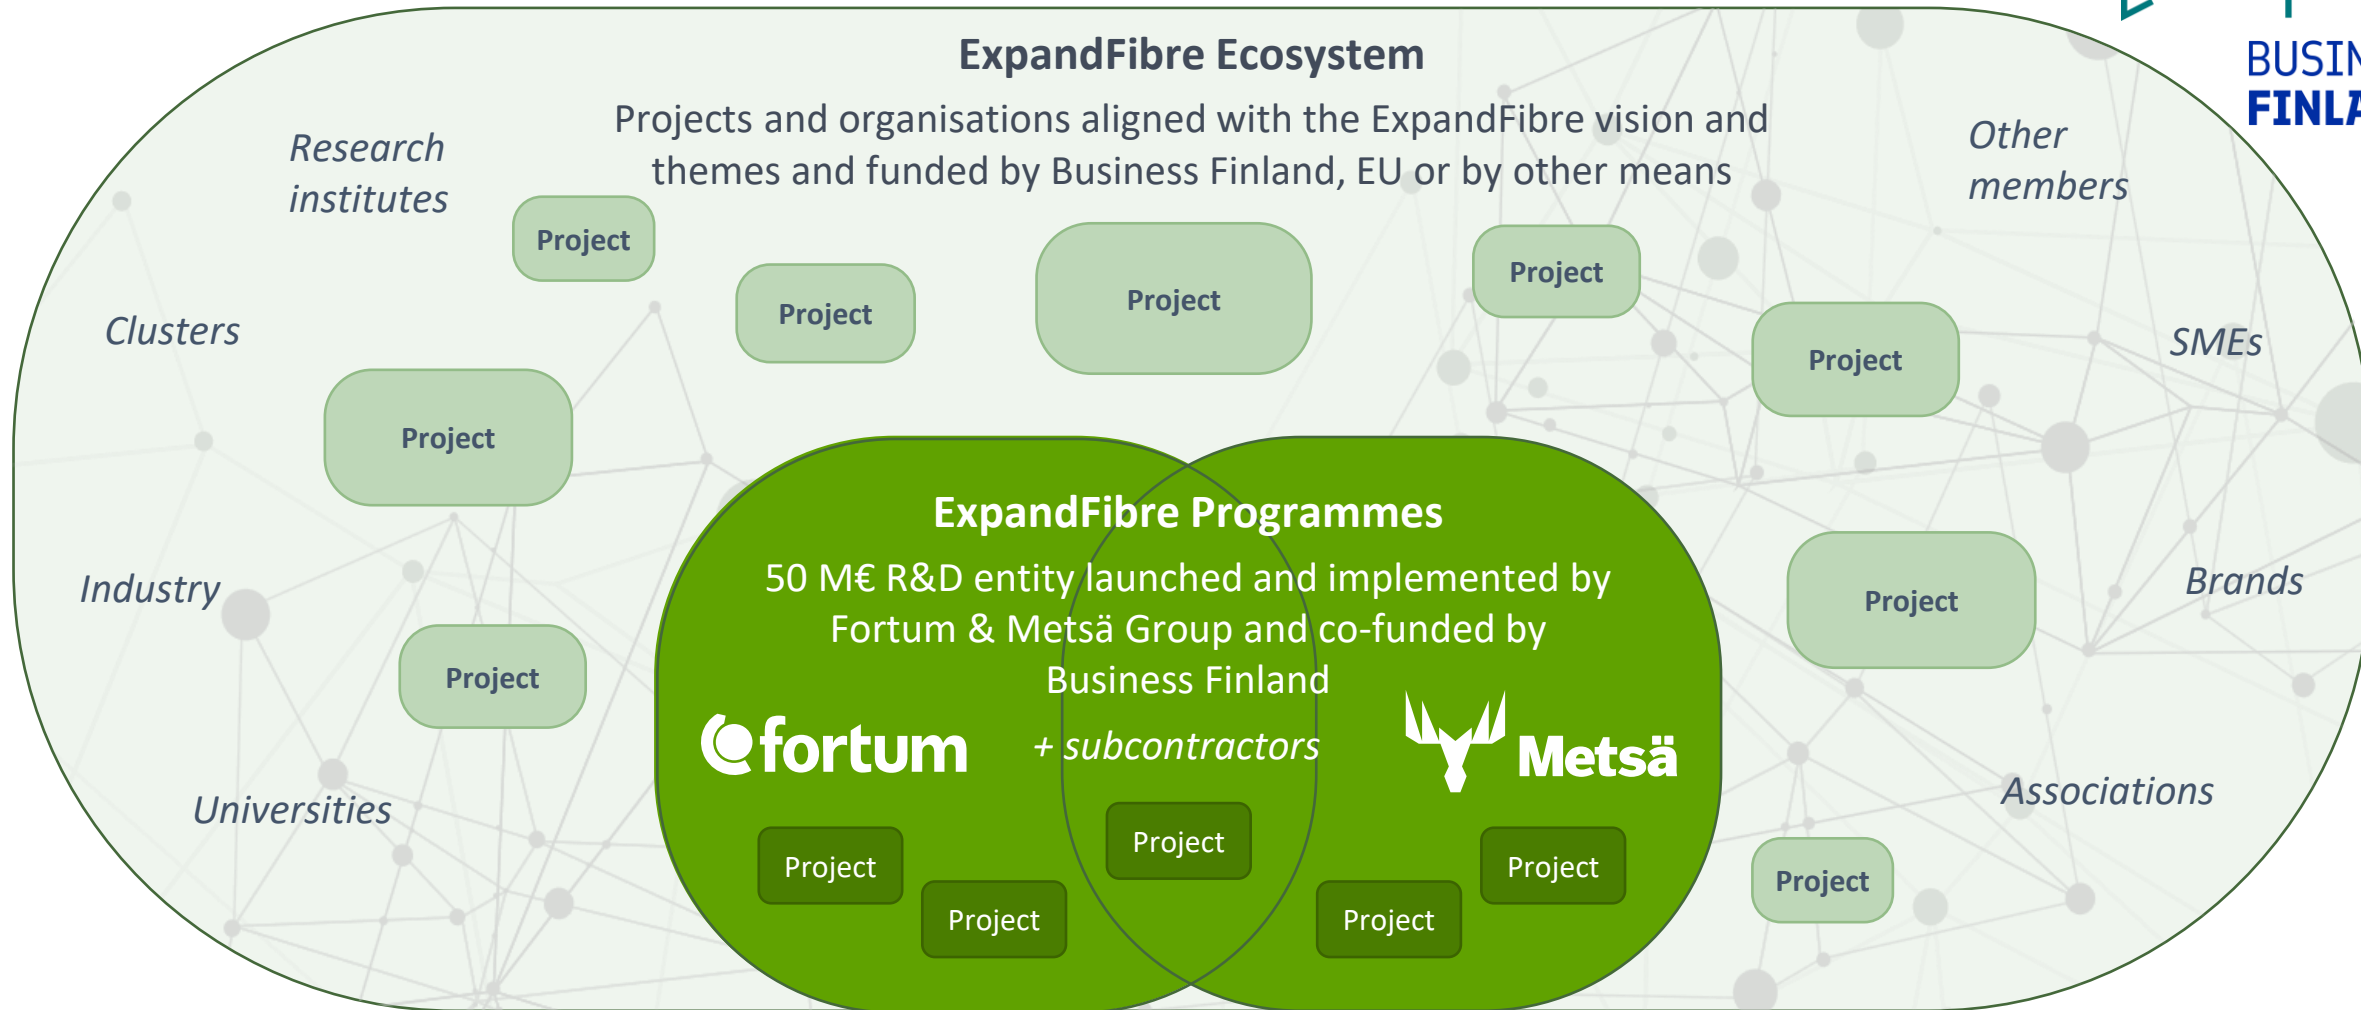 ExpandFibre Ecosystem
Projects and organisations aligned with the ExpandFibre vision and
themes and funded by Business Finland, EU or by other means
Research
institutes
Other
members
Project
Project
Project
Project
Project
Clusters
SMEs
Project
Industry
Brands
Project
Project
Universities
Associations
Project
ExpandFibre Programmes
50 M€ R&D entity launched and implemented by
Fortum & Metsä Group and co-funded by
Business Finland
fortum
+ subcontractors
Metsä
Project
Project
Project
Project
Project